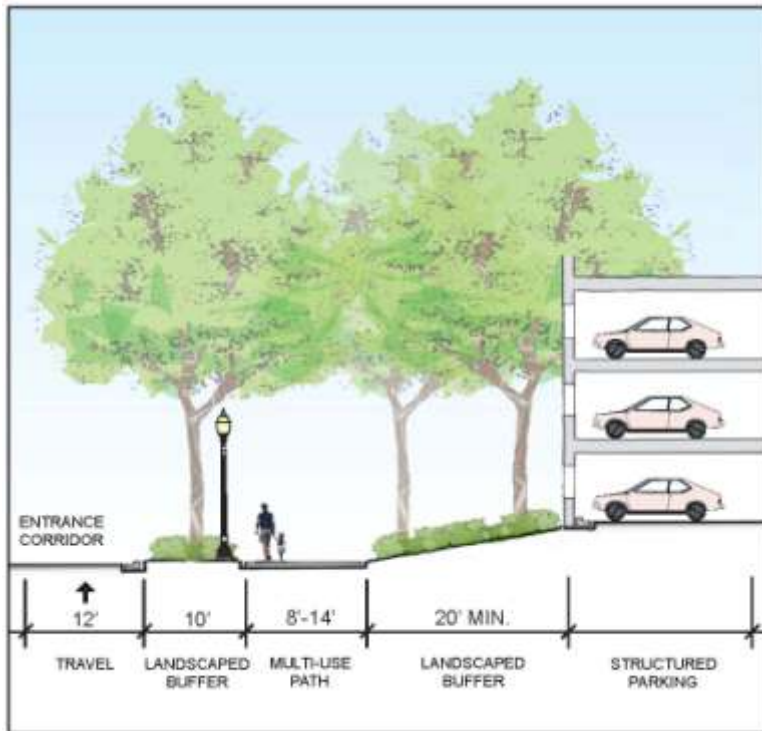 ENTRANCE
CORRIDOR
12'
10'
8'-14'
20' MIN.
TRAVEL
LANDSCAPED
BUFFER
MULTI-USE
PATH
LANDSCAPED
BUFFER
STRUCTURED
PARKING